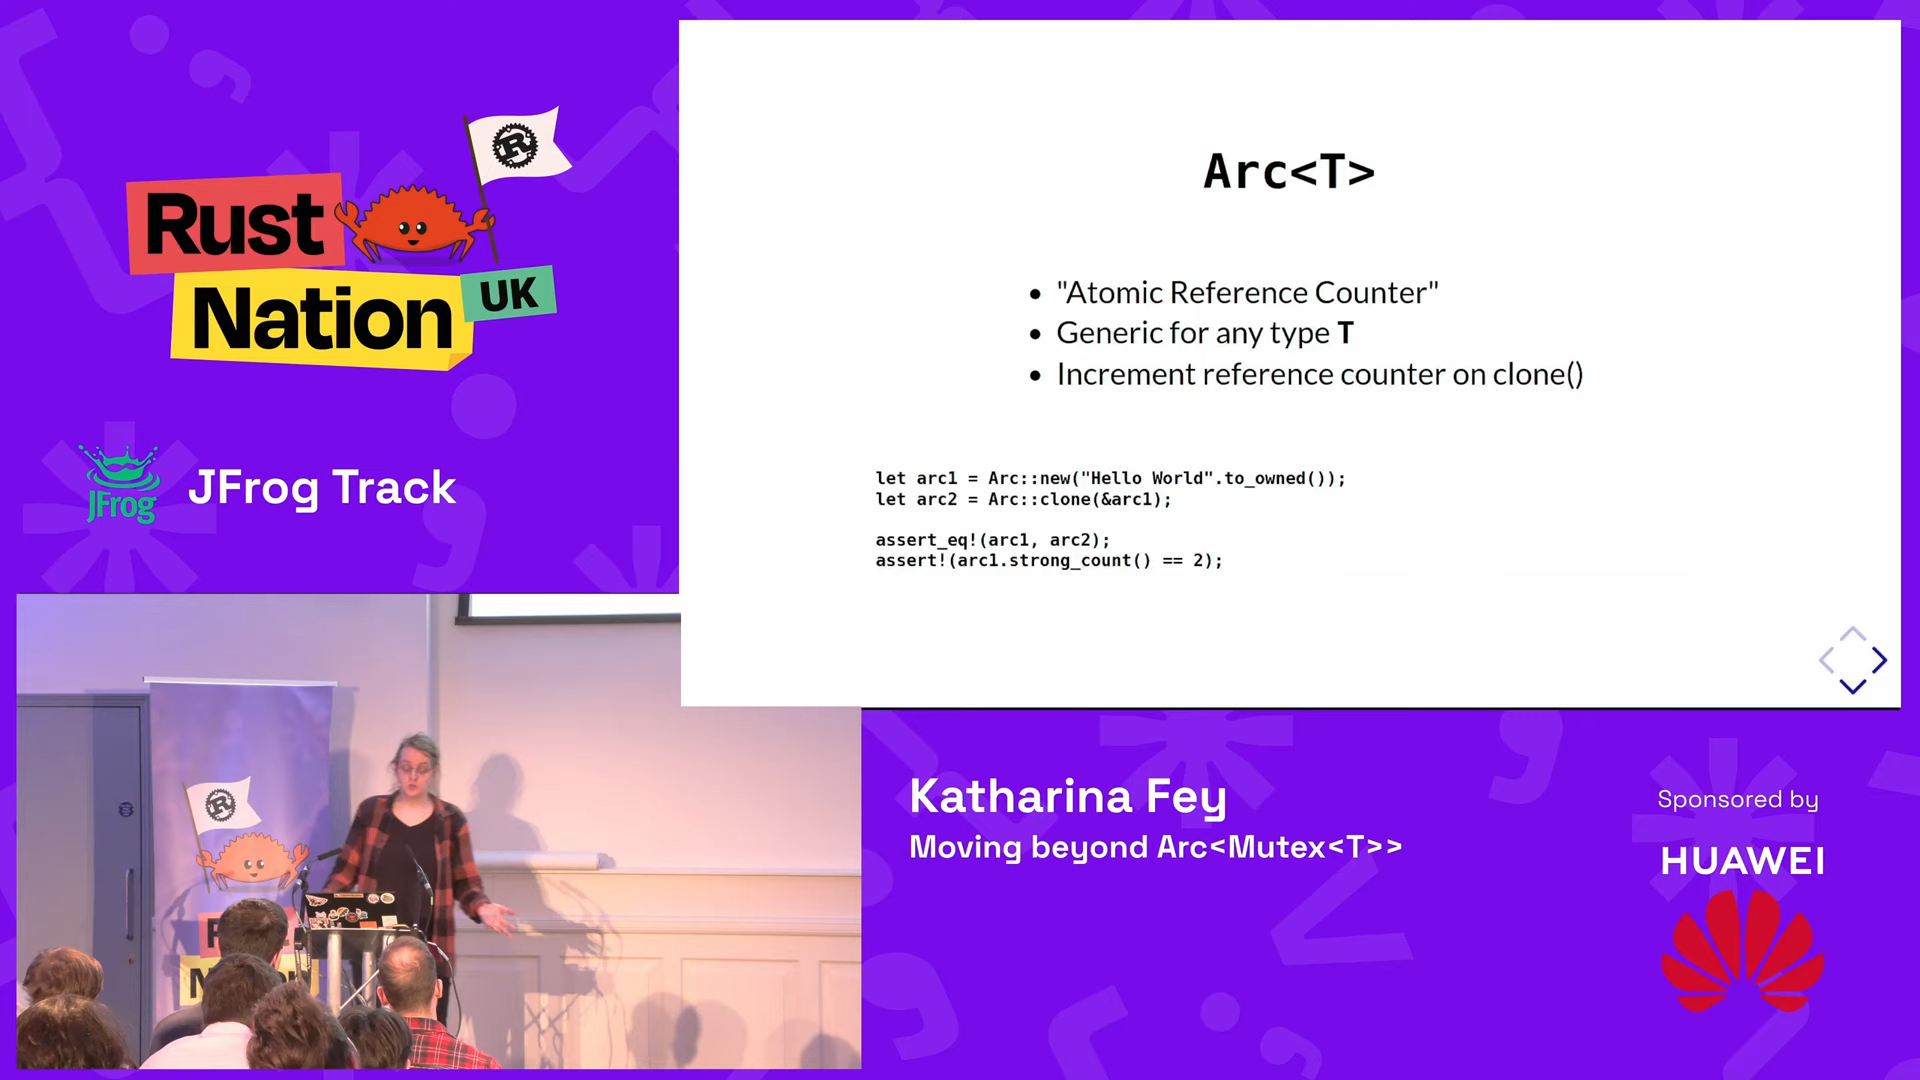 Rust
Nation
UK
JFrog
JFrog Track
Arc<T>
"Atomic Reference Counter"
Generic for any type T
Increment reference counter on clone()
let arc1 = Arc::new("Hello World".to_owned());
let arc2 = Arc::clone(&arc1);
assert_eq!(arc1, arc2);
assert!(arc1.strong_count() == 2);
Katharina Fey
Moving beyond Arc<Mutex<T>>
Sponsored by
HUAWEI